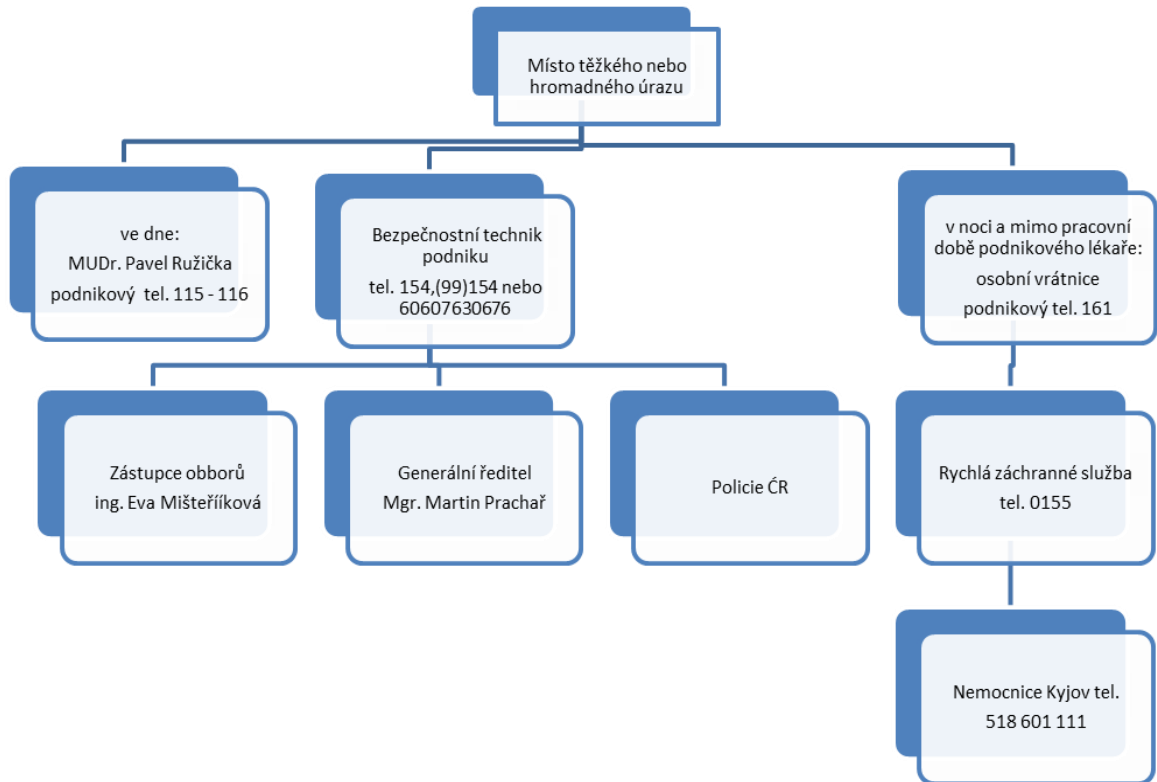 Místo těžkého nebo
hromadného úrazu
ve dne:
MUDr. Pavel Ružička
podnikový  tel. 115 - 116
Bezpečnostní technik
podniku
tel. 154,(99)154 nebo
60607630676
v noci a mimo pracovní
době podnikového lékaře:
osobní vrátnice
podnikový tel. 161
Zástupce obborů
ing. Eva Mišteříiková
Generální ředitel
Mgr. Martin Prachař
Policie ĆR
Rychlá záchranné služba
tel. 0155
Nemocnice Kyjov tel.
518 601 111